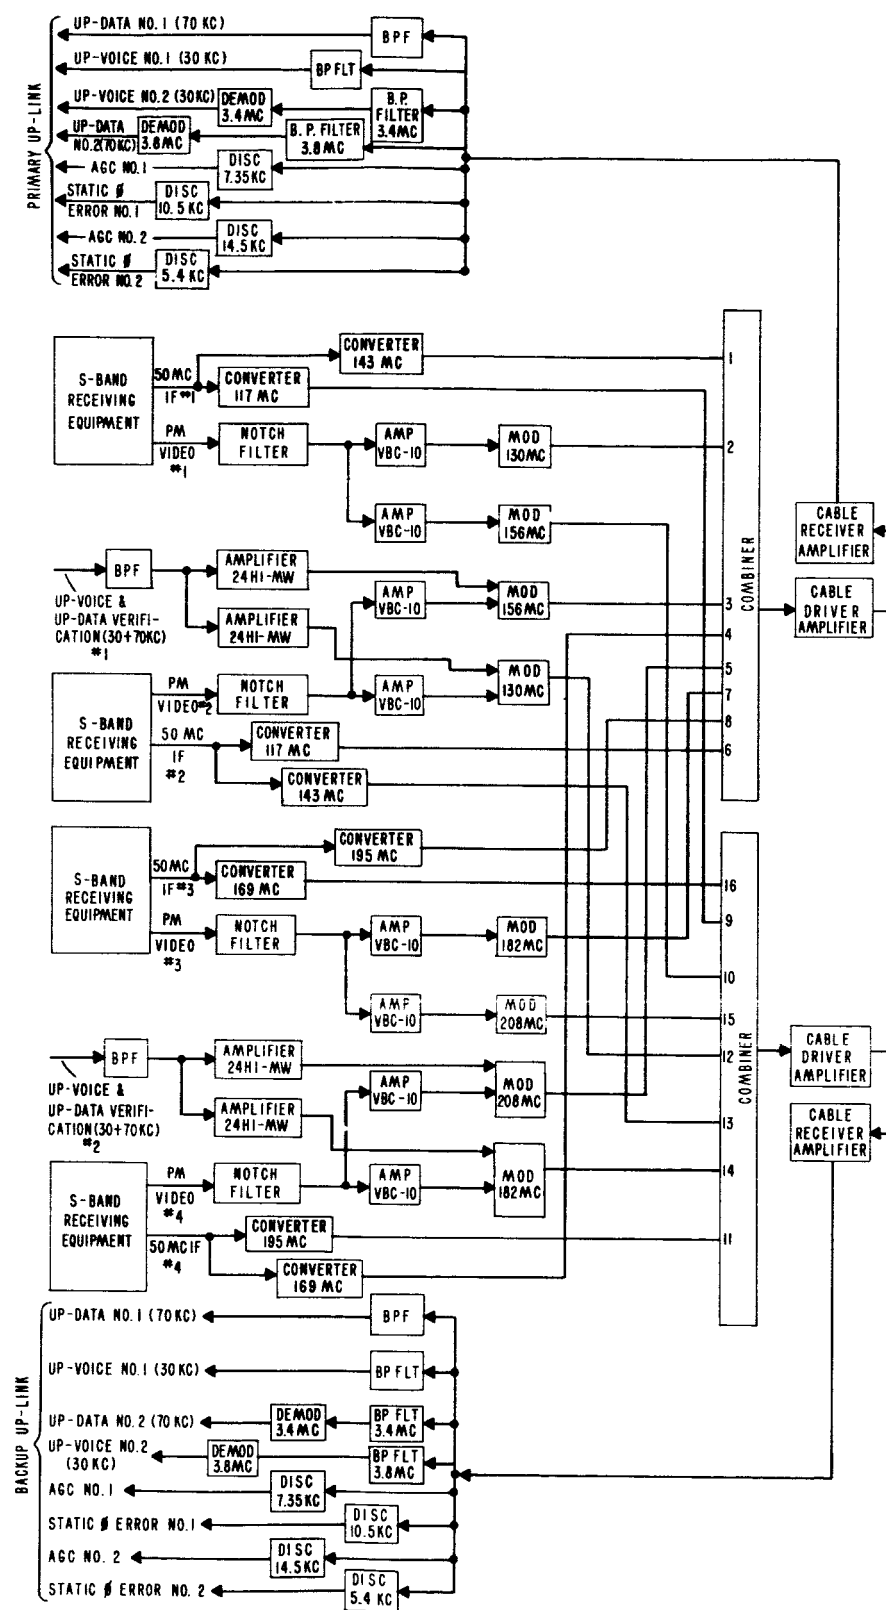 UP-DATA NO.1 (70 KC)
BPF
UP-VOICE NO.1 (30 KC)
BP FLT
UP-VOICE NO.2 (30KC)
DEMOD
3.4 MC
B.P.
FILTER
3.4MC
UP-DATA
NO.2(70KC)
DEMOD
3.8MC
B.P. FILTER
3.8 MC
AGC NO.1
DISC
7.35 KC
STATIC Ø
ERROR NO.1
DISC
10.5 KC
AGC NO.2
DISC
14.5 KC
STATIC Ø
ERROR NO.2
DISC
5.4 KC
PRIMARY UP-LINK
S-BAND
RECEIVING
EQUIPMENT
50 MC
IF #1
CONVERTER
143 MC
CONVERTER
117 MC
PM
VIDEO
#1
NOTCH
FILTER
AMP
VBC-10
MOD
130MC
AMP
VBC-10
MOD
156MC
BPF
UP-VOICE &
UP-DATA VERIFI-
CATION (30+70KC)
#1
AMPLIFIER
24HI-MW
AMPLIFIER
24HI-MW
AMP
VBC-10
MOD
156MC
MOD
130MC
PM
VIDEO #2
NOTCH
FILTER
AMP
VBC-10
S-BAND
RECEIVING
EQUIPMENT
50 MC
IF
#2
CONVERTER
117 MC
CONVERTER
143 MC
1
2
3
4
5
7
8
6
COMBINER
CABLE
RECEIVER
AMPLIFIER
CABLE
DRIVER
AMPLIFIER
S-BAND
RECEIVING
EQUIPMENT
50MC
IF #3
CONVERTER
195 MC
CONVERTER
169 MC
PM
VIDEO
#3
NOTCH
FILTER
AMP
VBC-10
MOD
182MC
AMP
VBC-10
MOD
208MC
BPF
UP-VOICE &
UP-DATA VERIFI-
CATION (30+70KC)
#2
AMPLIFIER
24HI-MW
AMPLIFIER
24HI-MW
AMP
VBC-10
MOD
208MC
MOD
182MC
PM
VIDEO
#4
NOTCH
FILTER
AMP
VBC-10
S-BAND
RECEIVING
EQUIPMENT
50 MC IF
#4
CONVERTER
195 MC
CONVERTER
169 MC
16
9
10
15
12
13
14
11
COMBINER
CABLE
DRIVER
AMPLIFIER
CABLE
RECEIVER
AMPLIFIER
BACKUP UP-LINK
UP-DATA NO.1 (70 KC)
BPF
UP-VOICE NO.1 (30KC)
BP FLT
UP-DATA NO.2 (70 KC)
DEMOD
3.4MC
BP FLT
3.4MC
UP-VOICE NO.2
(30 KC)
DEMOD
3.8MC
BP FLT
3.8MC
AGC NO.1
DISC
7.35KC
STATIC Ø ERROR NO.1
DISC
10.5KC
AGC NO. 2
DISC
14.5KC
STATIC Ø ERROR NO. 2
DISC
5.4 KC